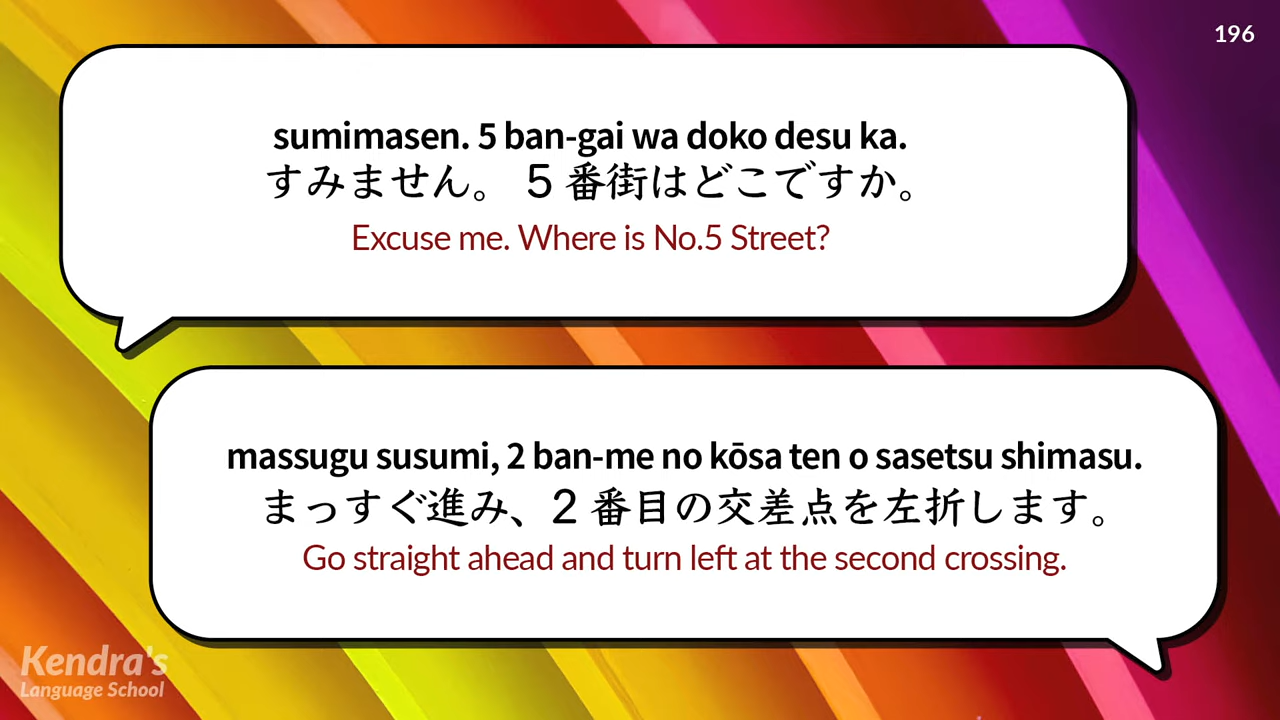 196
sumimasen. 5 ban-gai wa doko desu ka.
すみません。 5 番街はどこですか。
Excuse me. Where is No.5 Street?
massugu susumi, 2 ban-me no kōsa ten o sasetsu shimasu.
まっすぐ進み、2 番目の交差点を左折します。
Go straight ahead and turn left at the second crossing.
Kendra's
Language School